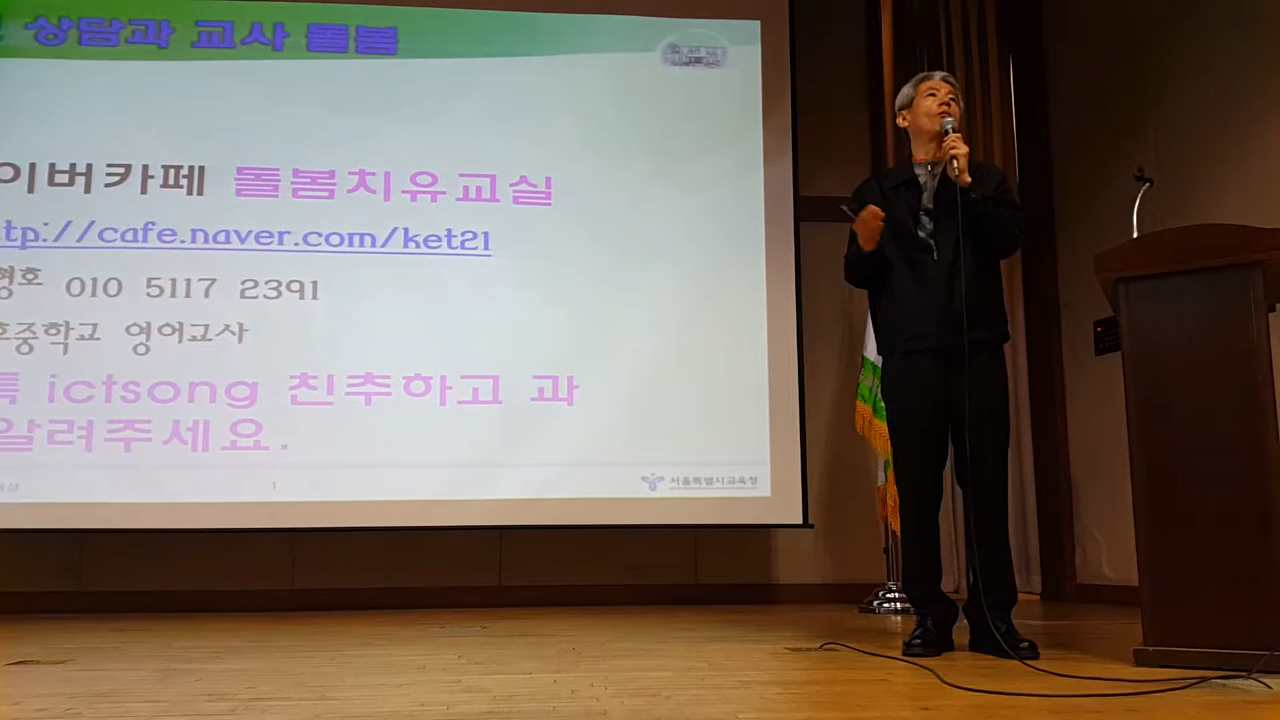 상담과 교사 돌봄
이버카페 돌봄치유교실
tp://cafe.naver.com/ket21
형호 010 5117 2391
호중학교 영어교사
톡 ictsong 친추하고 과
알려주세요.
1
서울특별시교육청